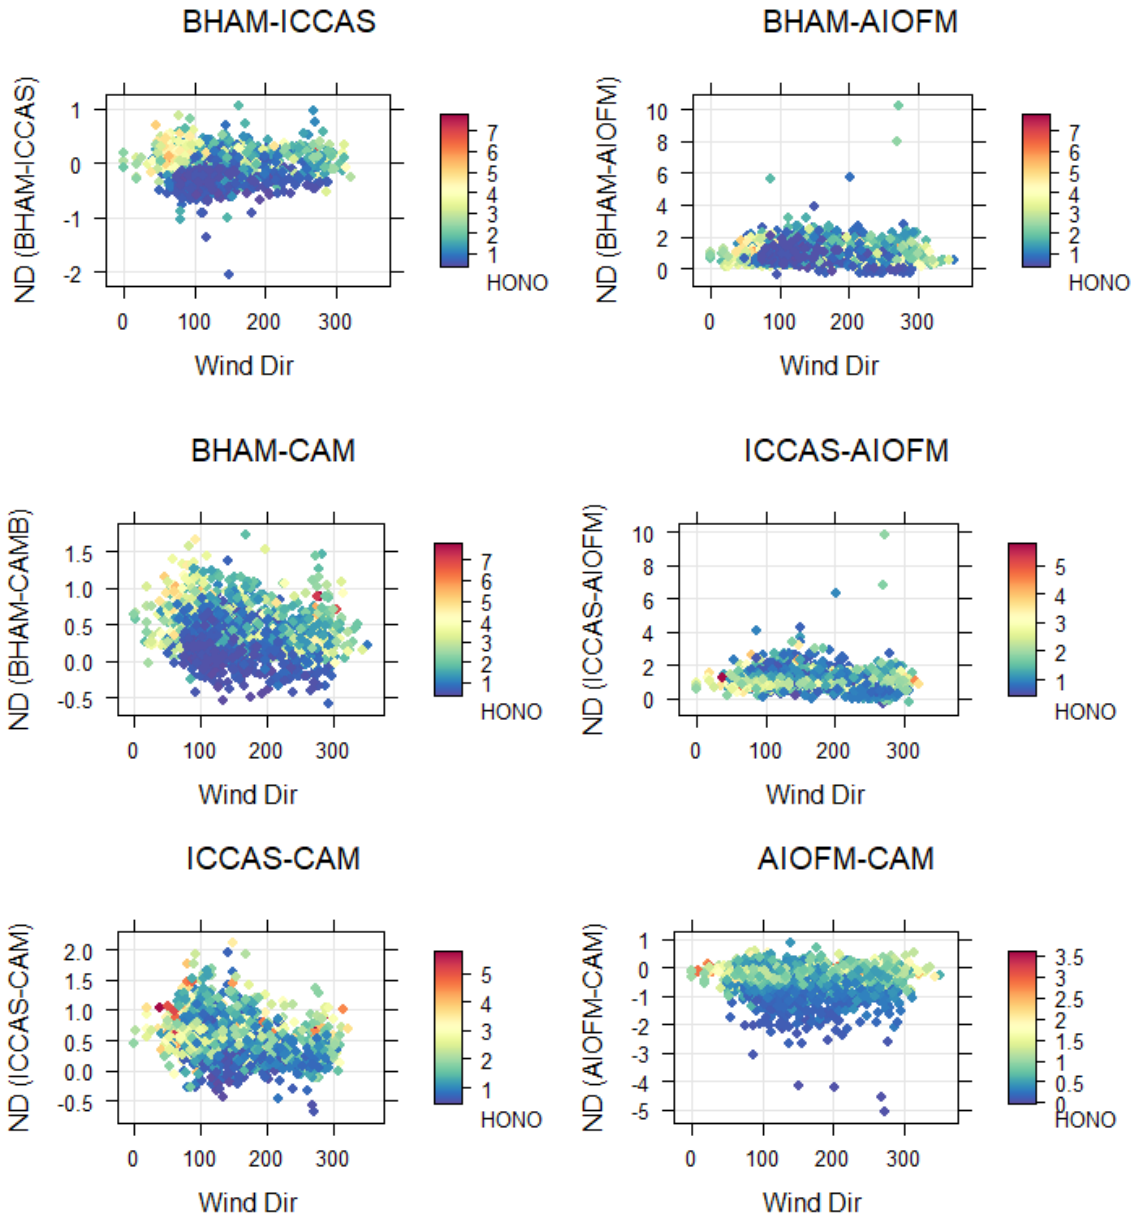 BHAM-ICCAS
ND (BHAM-ICCAS)
1
0
-1
-2
0 100 200 300
Wind Dir
7
6
5
4
3
2
1
HONO
BHAM-AIOFM
ND (BHAM-AIOFM)
10
8
6
4
2
0
0 100 200 300
Wind Dir
7
6
5
4
3
2
1
HONO
BHAM-CAM
ND (BHAM-CAMB)
1.5
1.0
0.5
0.0
-0.5
0 100 200 300
Wind Dir
7
6
5
4
3
2
1
HONO
ICCAS-AIOFM
ND (ICCAS-AIOFM)
10
8
6
4
2
0
0 100 200 300
Wind Dir
5
4
3
2
1
HONO
ICCAS-CAM
ND (ICCAS-CAM)
2.0
1.5
1.0
0.5
0.0
-0.5
0 100 200 300
Wind Dir
5
4
3
2
1
HONO
AIOFM-CAM
ND (AIOFM-CAM)
1
0
-1
-2
-3
-4
-5
0 100 200 300
Wind Dir
3.5
3
2.5
2
1.5
1
0.5
0
HONO